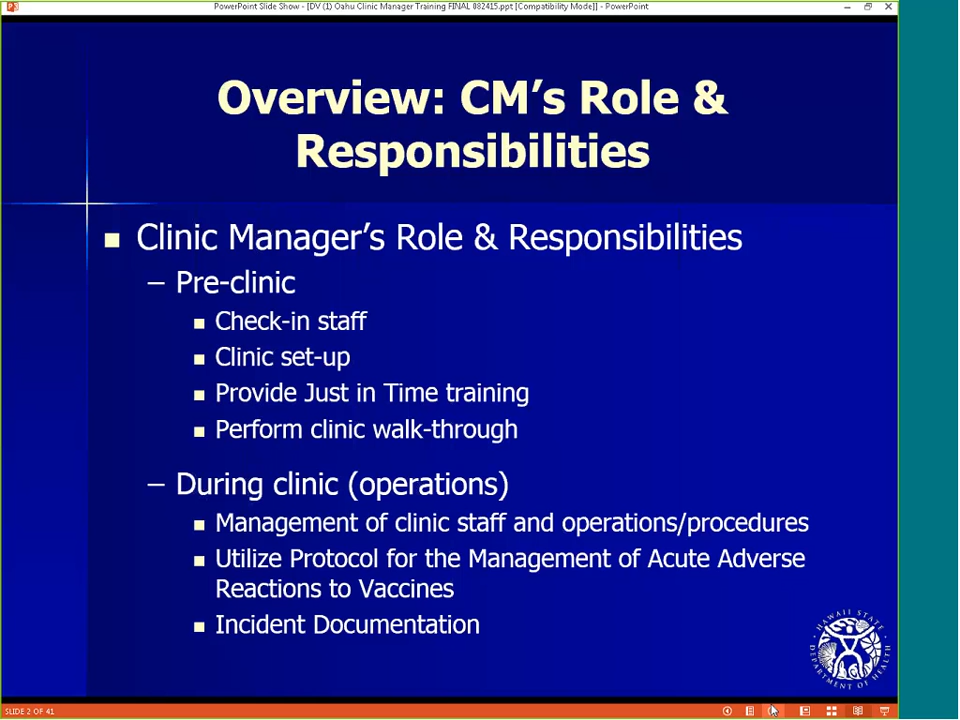 PowerPoint Slide Show - [DV (1) Oahu Clinic Manager Training FINAL 082415.ppt [Compatibility Mode]] - PowerPoint
Overview: CM’s Role &
Responsibilities
Clinic Manager’s Role & Responsibilities
– Pre-clinic
Check-in staff
Clinic set-up
Provide Just in Time training
Perform clinic walk-through
– During clinic (operations)
Management of clinic staff and operations/procedures
Utilize Protocol for the Management of Acute Adverse
Reactions to Vaccines
Incident Documentation
HAWAII STATE
DEPARTMENT OF HEALTH
SLIDE 2 OF 41